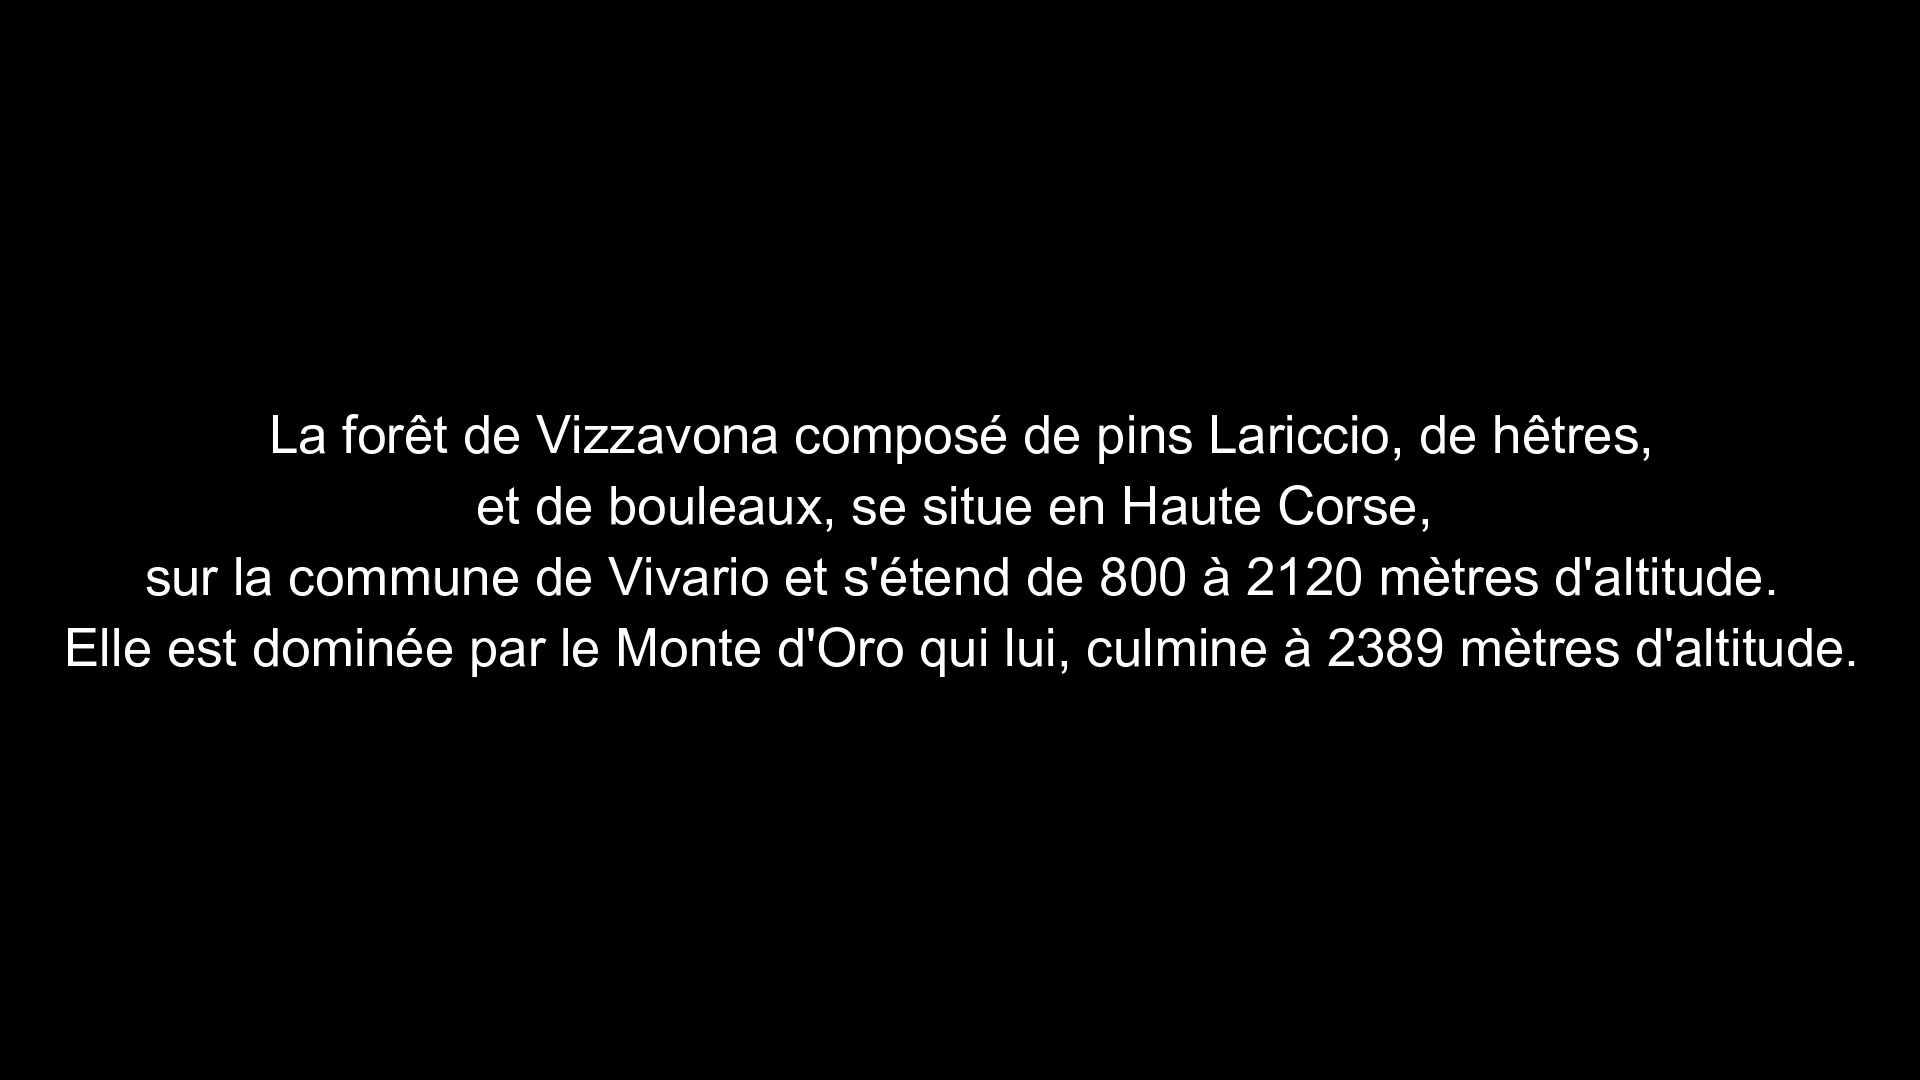 La forêt de Vizzavona composé de pins Lariccio, de hêtres,
et de bouleaux, se situe en Haute Corse,
sur la commune de Vivario et s'étend de 800 à 2120 mètres d'altitude.
Elle est dominée par le Monte d'Oro qui lui, culmine à 2389 mètres d'altitude.